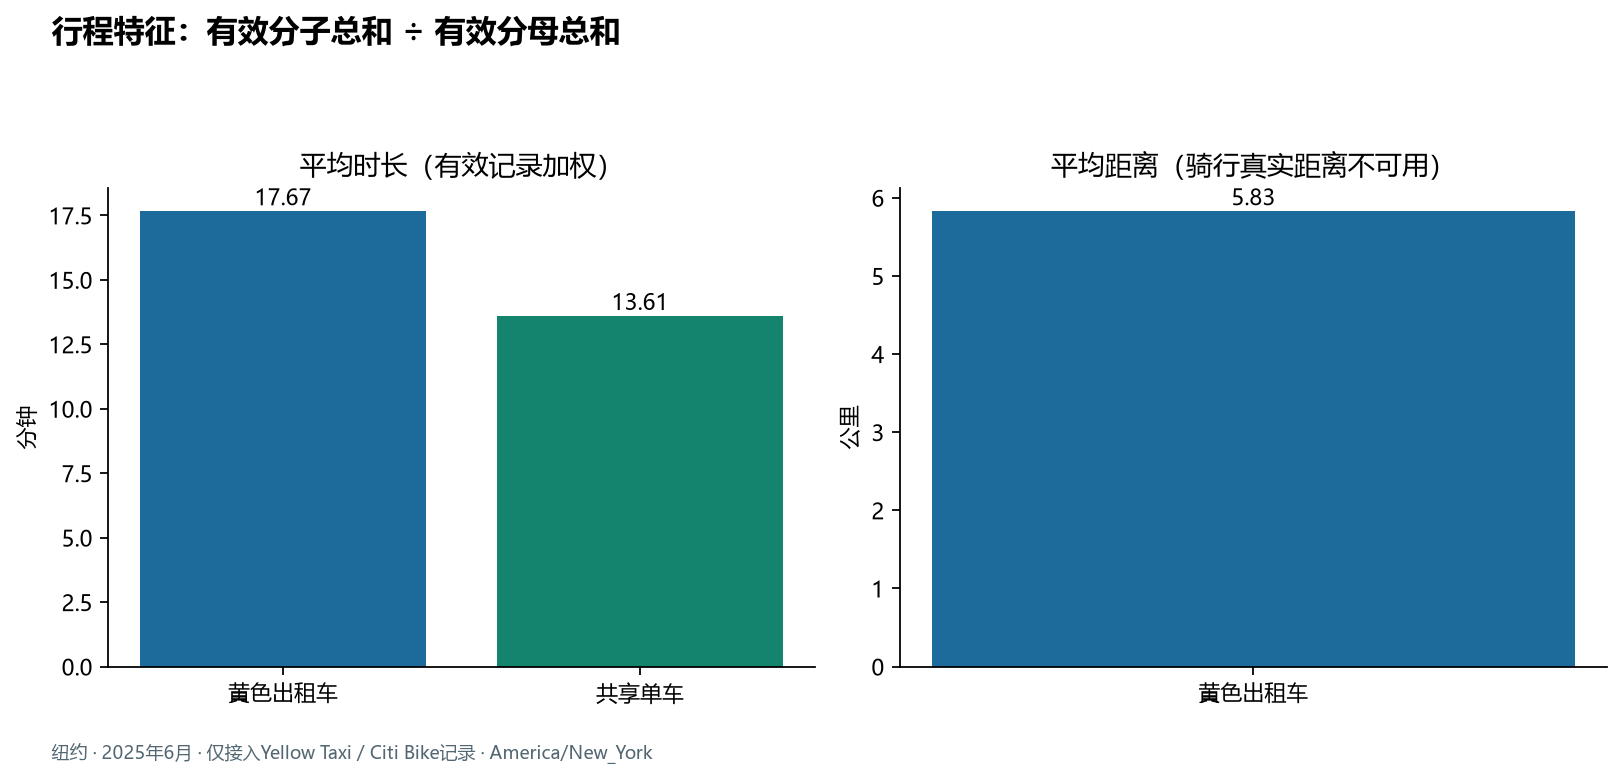 行程特征：有效分子总和 ÷ 有效分母总和
平均时长（有效记录加权）
17.67
13.61
17.5
15.0
12.5
10.0
7.5
5.0
2.5
0.0
分钟
黄色出租车
共享单车
平均距离（骑行真实距离不可用）
5.83
6
5
4
3
2
1
0
公里
黄色出租车
纽约 · 2025年6月 · 仅接入Yellow Taxi / Citi Bike记录 · America/New_York